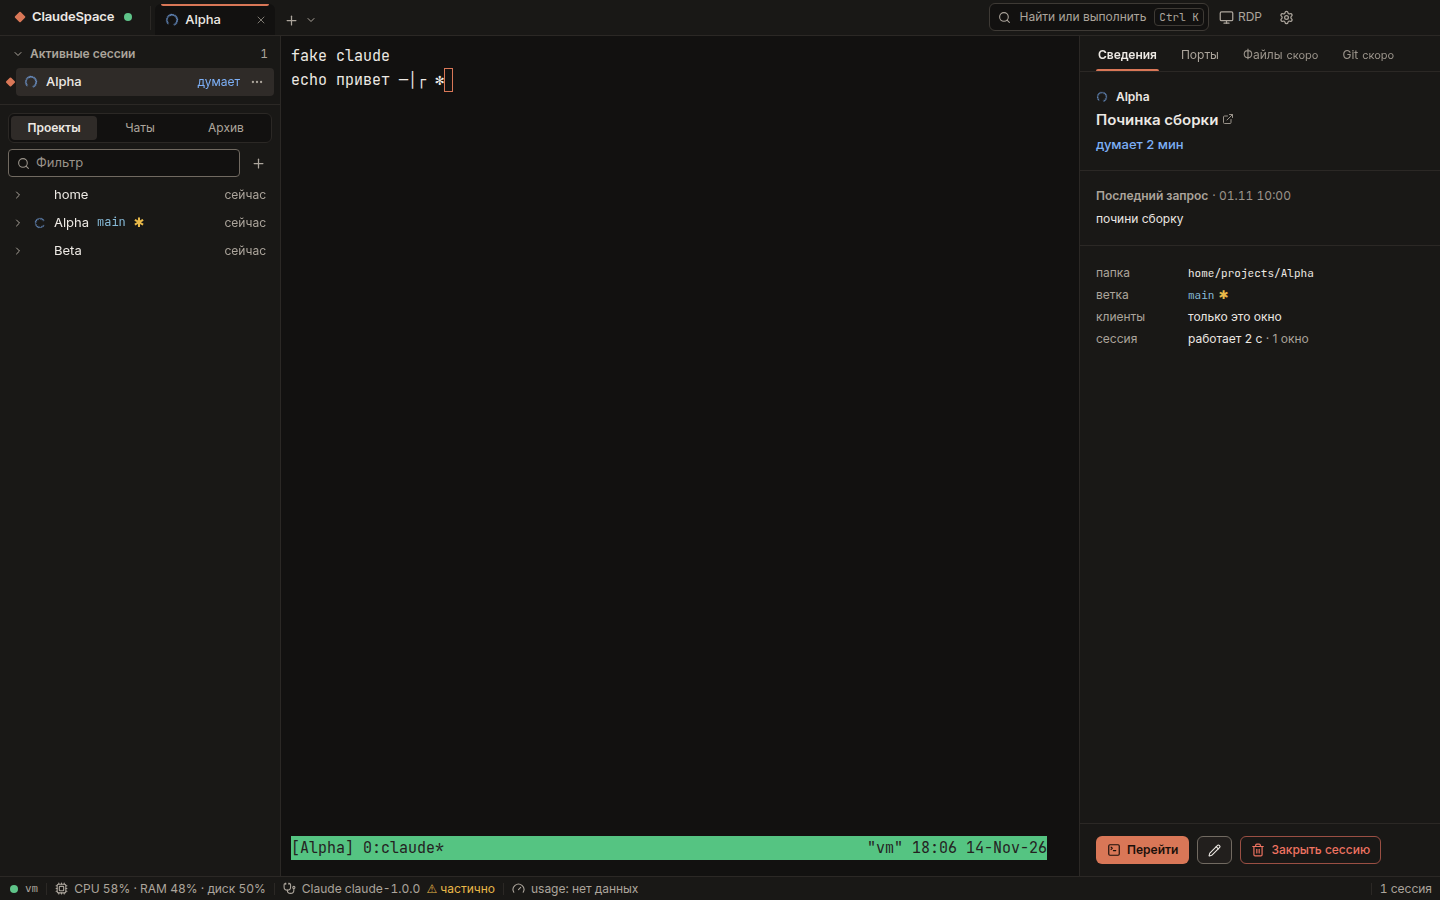 ClaudeSpace
Alpha
Найти или выполнить Ctrl K
RDP
Активные сессии 1
Alpha думает ···
Проекты Чаты Архив
Фильтр
home сейчас
Alpha main ✱ сейчас
Beta сейчас
fake claude
echo привет —│┌ ✻
[Alpha] 0:claude* "vm" 18:06 14-Nov-26
Сведения Порты Файлы скоро Git скоро
Alpha
Починка сборки
думает 2 мин
Последний запрос · 01.11 10:00
почини сборку
папка home/projects/Alpha
ветка main ✱
клиенты только это окно
сессия работает 2 с · 1 окно
Перейти Закрыть сессию
vm CPU 58% · RAM 48% · диск 50% Claude claude-1.0.0 ⚠ частично usage: нет данных 1 сессия